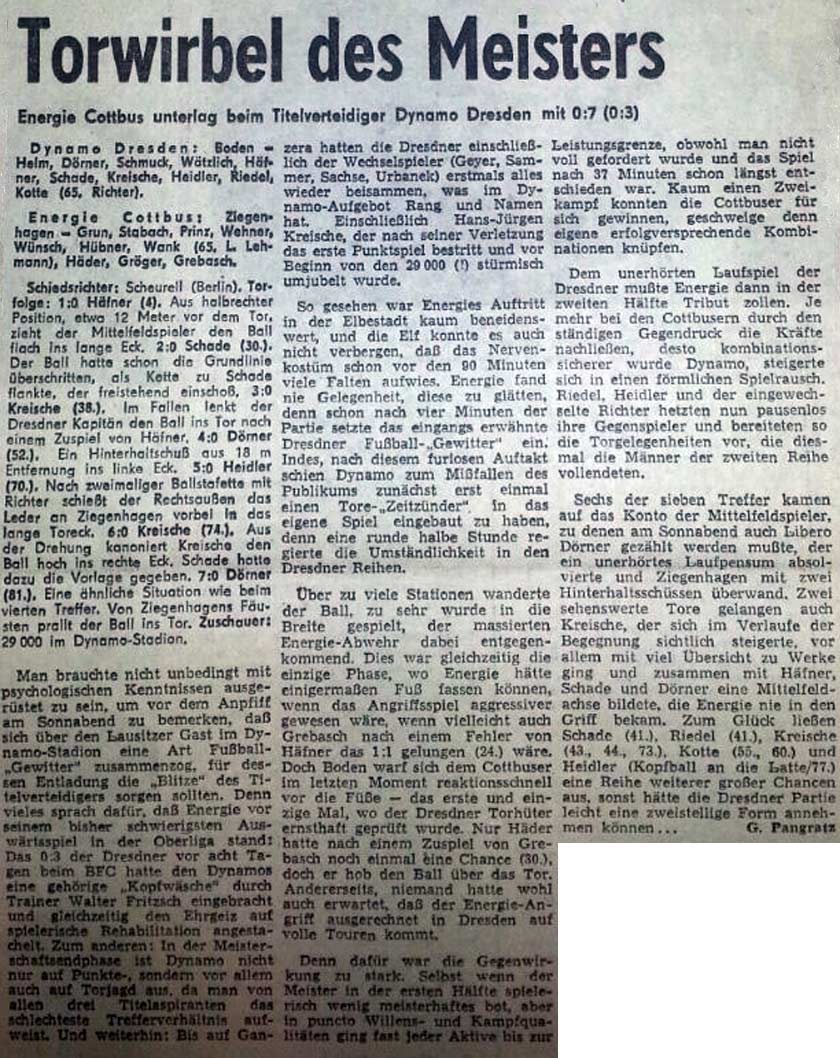 Torwirbel des Meisters
Energie Cottbus unterlag beim Titelverteidiger Dynamo Dresden mit 0:7 (0:3)
Dynamo Dresden: Boden –
Helm, Dörner, Schmuck, Wätzlich, Häf-
ner, Schade, Kreische, Heidler, Riedel,
Kotte (65. Richter).
Energie Cottbus: Ziegen-
hagen – Grun, Stabach, Prinz, Wehner,
Wünsch, Hübner, Wank (65. L. Leh-
mann), Häder, Gröger, Grebasch.
Schiedsrichter: Scheurell (Berlin). Tor-
folge: 1:0 Häfner (4.) Aus halbrechter
Position, etwa 12 Meter vor dem Tor,
zieht der Mittelfeldspieler den Ball
flach ins lange Eck. 2:0 Schade (30.)
Der Ball hatte schon die Grundlinie
überschritten, als Kotte zu Schade
flankte, der freistehend einschoß. 3:0
Kreische (38.) Im Fallen lenkt der
Dresdner Kapitän den Ball ins Tor nach
einem Zuspiel von Häfner. 4:0 Dörner
(52.) Ein Hinterhaltschuß aus 18 m
Entfernung ins linke Eck. 5:0 Heidler
(70.) Nach zweimaliger Ballstafette mit
Richter schießt der Rechtsaußen das
Leder an Ziegenhagen vorbei in das
lange Toreck. 6:0 Kreische (74.) Aus
der Drehung kanoniert Kreische den
Ball hoch ins rechte Eck. Schade hatte
dazu die Vorlage gegeben. 7:0 Dörner
(81.) Eine ähnliche Situation wie beim
vierten Treffer. Von Ziegenhagens Fäu-
sten prallt der Ball ins Tor. Zuschauer:
29 000 im Dynamo-Stadion.
Man brauchte nicht unbedingt mit
psychologischen Kenntnissen ausge-
rüstet zu sein, um vor dem Anpfiff
am Sonnabend zu bemerken, daß
sich über den Lausitzer Gast im Dy-
namo-Stadion eine Art Fußball-
„Gewitter“ zusammenzog, für des-
sen Entladung die „Blitze“ des Ti-
telverteidigers sorgen sollten. Denn
vieles sprach dafür, daß Energie vor
seinem bisher schwierigsten Aus-
wärtsspiel in der Oberliga stand:
Das 0:3 der Dresdner vor acht Ta-
gen beim BFC hatte den Dynamos
eine gehörige „Kopfwäsche“ durch
Trainer Walter Fritzsch eingebracht
und gleichzeitig den Ehrgeiz auf
spielerische Rehabilitation angesta-
chelt. Zum anderen: In der Meister-
schaftsendphase ist Dynamo nicht
nur auf Punkte-, sondern vor allem
auch auf Torjagd aus, da man von
allen drei Titelaspiranten das
schlechteste Trefferverhältnis auf-
weist. Und weiterhin: Bis auf Gan-
zera hatten die Dresdner einschließ-
lich der Wechselspieler (Geyer, Sam-
mer, Sachse, Urbanek) erstmals alles
wieder beisammen, was im Dy-
namo-Aufgebot Rang und Namen
hat. Einschließlich Hans-Jürgen
Kreische, der nach seiner Verletzung
das erste Punktspiel bestritt und vor
Beginn von den 29 000 (!) stürmisch
umjubelt wurde.
So gesehen war Energies Auftritt
in der Elbestadt kaum beneidens-
wert, und die Elf konnte es auch
nicht verbergen, daß das Nerven-
kostüm schon vor den 90 Minuten
viele Falten aufwies. Energie fand
nie Gelegenheit, diese zu glätten,
denn schon nach vier Minuten der
Partie setzte das eingangs erwähnte
Dresdner Fußball-„Gewitter“ ein.
Indes, nach diesem furiosen Auftakt
schien Dynamo zum Mißfallen des
Publikums zunächst erst einmal
einen Tore-„Zeitzünder“ in das
eigene Spiel eingebaut zu haben,
denn eine runde halbe Stunde re-
gierte die Umständlichkeit in den
Dresdner Reihen.
Über zu viele Stationen wanderte
der Ball, zu sehr wurde in die
Breite gespielt, der massierten
Energie-Abwehr dabei entgegen-
kommend. Dies war gleichzeitig die
einzige Phase, wo Energie hätte
einigermaßen Fuß fassen können,
wenn das Angriffsspiel aggressiver
gewesen wäre, wenn vielleicht auch
Grebasch nach einem Fehler von
Häfner das 1:1 gelungen (24.) wäre.
Doch Boden warf sich dem Cottbuser
im letzten Moment reaktionsschnell
vor die Füße – das erste und ein-
zige Mal, wo der Dresdner Torhüter
ernsthaft geprüft wurde. Nur Häder
hatte nach einem Zuspiel von Gre-
basch noch einmal eine Chance (30.),
doch er hob den Ball über das Tor.
Andererseits, niemand hatte wohl
auch erwartet, daß der Energie-An-
griff ausgerechnet in Dresden auf
volle Touren kommt.
Denn dafür war die Gegenwir-
kung zu stark. Selbst wenn der
Meister in der ersten Hälfte spiele-
risch wenig meisterhaftes bot, aber
in puncto Willens- und Kampfqua-
litäten ging fast jeder Aktive bis zur
Leistungsgrenze, obwohl man nicht
voll gefordert wurde und das Spiel
nach 37 Minuten schon längst ent-
schieden war. Kaum einen Zwei-
kampf konnten die Cottbuser für
sich gewinnen, geschweige denn
eigene erfolgversprechende Kombi-
nationen knüpfen.
Dem unerhörten Laufspiel der
Dresdner mußte Energie dann in der
zweiten Hälfte Tribut zollen. Je
mehr bei den Cottbusern durch den
ständigen Gegendruck die Kräfte
nachließen, desto kombinations-
sicherer wurde Dynamo, steigerte
sich in einen förmlichen Spielrausch.
Riedel, Heidler und der eingewech-
selte Richter hetzten nun pausenlos
ihre Gegenspieler und bereiteten so
die Torgelegenheiten vor, die dies-
mal die Männer der zweiten Reihe
vollendeten.
Sechs der sieben Treffer kamen
auf das Konto der Mittelfeldspieler,
zu denen am Sonnabend auch Libero
Dörner gezählt werden mußte, der
ein unerhörtes Laufpensum absol-
vierte und Ziegenhagen mit zwei
Hinterhaltsschüssen überwand. Zwei
sehenswerte Tore gelangen auch
Kreische, der sich im Verlaufe der
Begegnung sichtlich steigerte, vor
allem mit viel Übersicht zu Werke
ging und zusammen mit Häfner,
Schade und Dörner eine Mittelfeld-
achse bildete, die Energie nie in den
Griff bekam. Zum Glück ließen
Schade (41.), Riedel (41.), Kreische
(43., 44., 73.), Kotte (55., 60.) und
Heidler (Kopfball an die Latte/77.)
eine Reihe weiterer großer Chancen
aus, sonst hätte die Dresdner Partie
leicht eine zweistellige Form anneh-
men können ... G. Pangratz